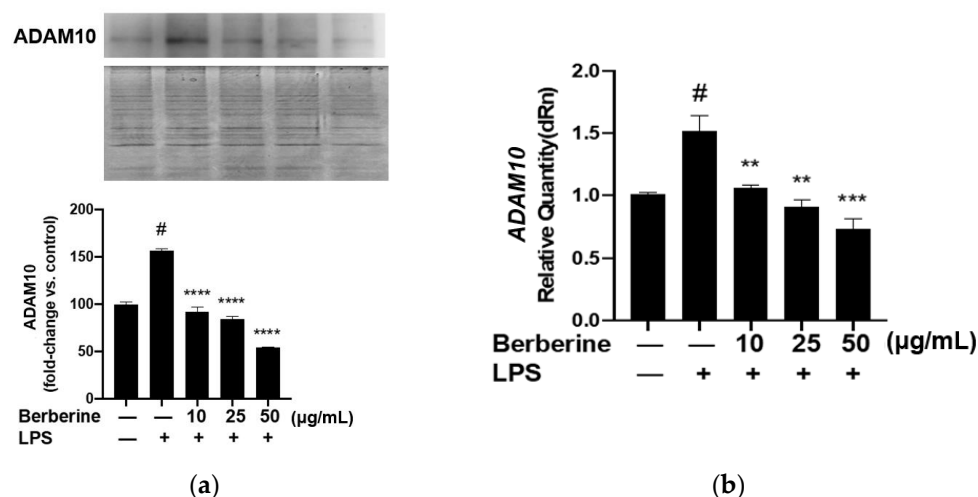 ADAM10
200
150
100
50
0
ADAM10
(fold-change vs. control)
#
****
****
****
Berberine — — 10 25 50 (μg/mL)
LPS — + + + +
(a)
2.0
1.5
1.0
0.5
0.0
ADAM10
Relative Quantity(dRn)
#
**
**
***
Berberine — — 10 25 50 (μg/mL)
LPS — + + + +
(b)